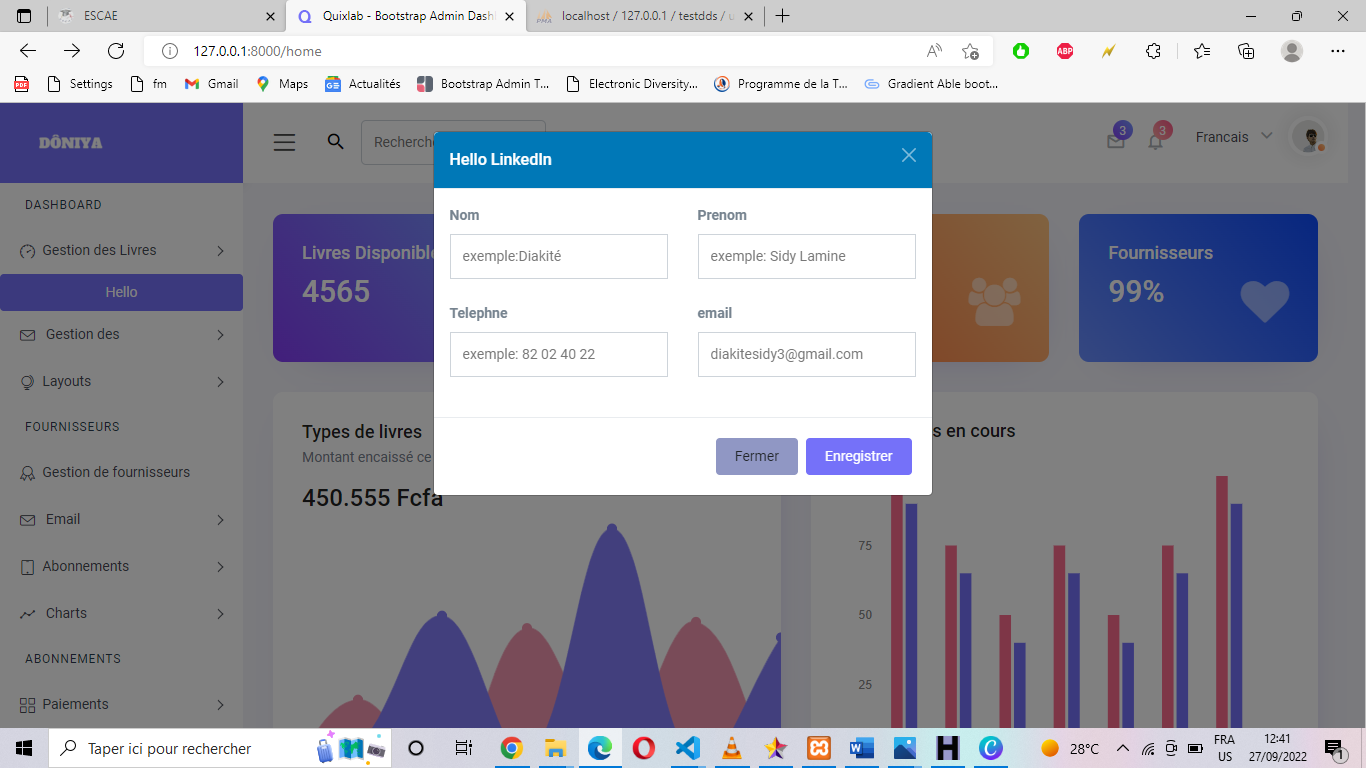 ESCAE
Quixlab - Bootstrap Admin Dash
localhost / 127.0.0.1 / testdds / u
127.0.0.1:8000/home
Settings
fm
Gmail
Maps
Actualités
Bootstrap Admin T...
Electronic Diversity...
Programme de la T...
Gradient Able boot...
DÔNIYA
Recherche
3
3
Francais
Hello LinkedIn
Nom
Prenom
exemple:Diakité
exemple: Sidy Lamine
Telephne
email
exemple: 82 02 40 22
diakitesidy3@gmail.com
Fermer
Enregistrer
DASHBOARD
Gestion des Livres
Hello
Gestion des
Layouts
FOURNISSEURS
Gestion de fournisseurs
Email
Abonnements
Charts
ABONNEMENTS
Paiements
Livres Disponible
4565
Fournisseurs
99%
Types de livres
Montant encaissé ce
450.555 Fcfa
s en cours
75
50
25
Taper ici pour rechercher
28°C
FRA
US
12:41
27/09/2022
1